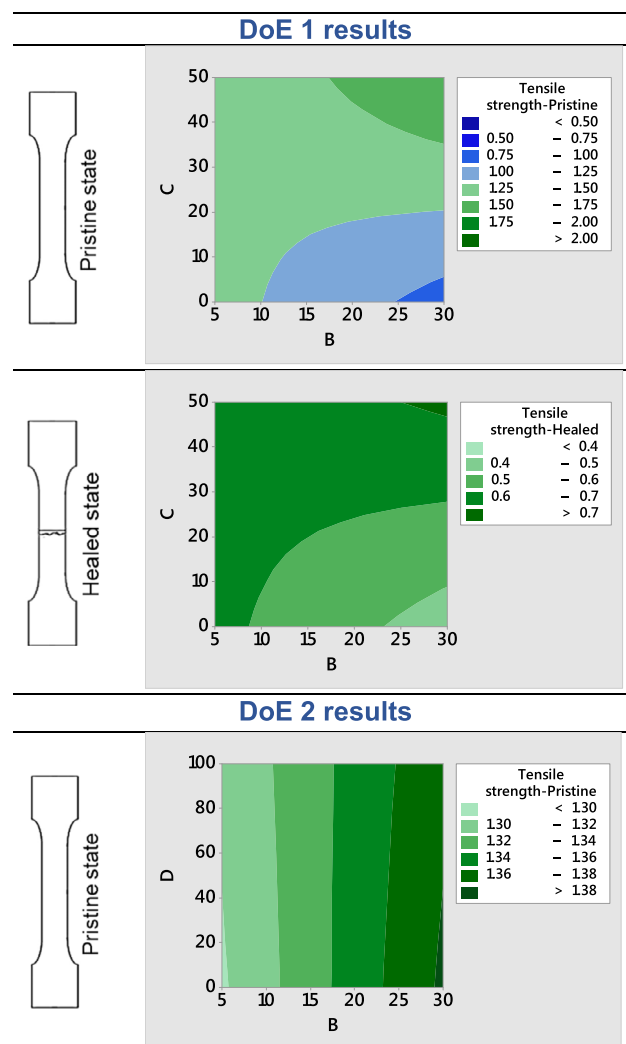 DoE 1 results
Pristine state
C
50
40
30
20
10
0
5 10 15 20 25 30
B
Tensile
strength-Pristine
< 0.50
0.50 – 0.75
0.75 – 1.00
1.00 – 1.25
1.25 – 1.50
1.50 – 1.75
1.75 – 2.00
> 2.00
Healed state
C
50
40
30
20
10
0
5 10 15 20 25 30
B
Tensile
strength-Healed
< 0.4
0.4 – 0.5
0.5 – 0.6
0.6 – 0.7
> 0.7
DoE 2 results
Pristine state
D
100
80
60
40
20
0
5 10 15 20 25 30
B
Tensile
strength-Pristine
< 1.30
1.30 – 1.32
1.32 – 1.34
1.34 – 1.36
1.36 – 1.38
> 1.38